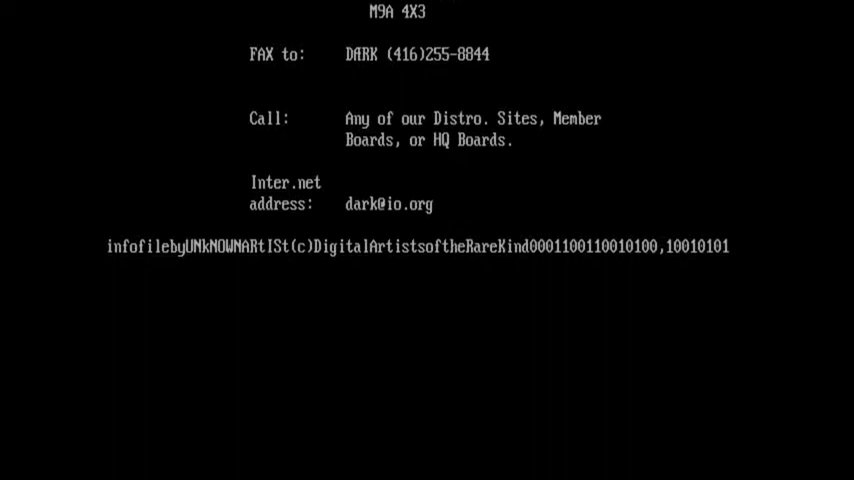 M9A 4X3
FAX to: DARK (416)255-8844
Call: Any of our Distro. Sites, Member
Boards, or HQ Boards.
Inter.net
address: dark@io.org
infofilebyUNkNOWNARtISt(c)DigitalArtistsoftheRareKind0001100110010100,10010101